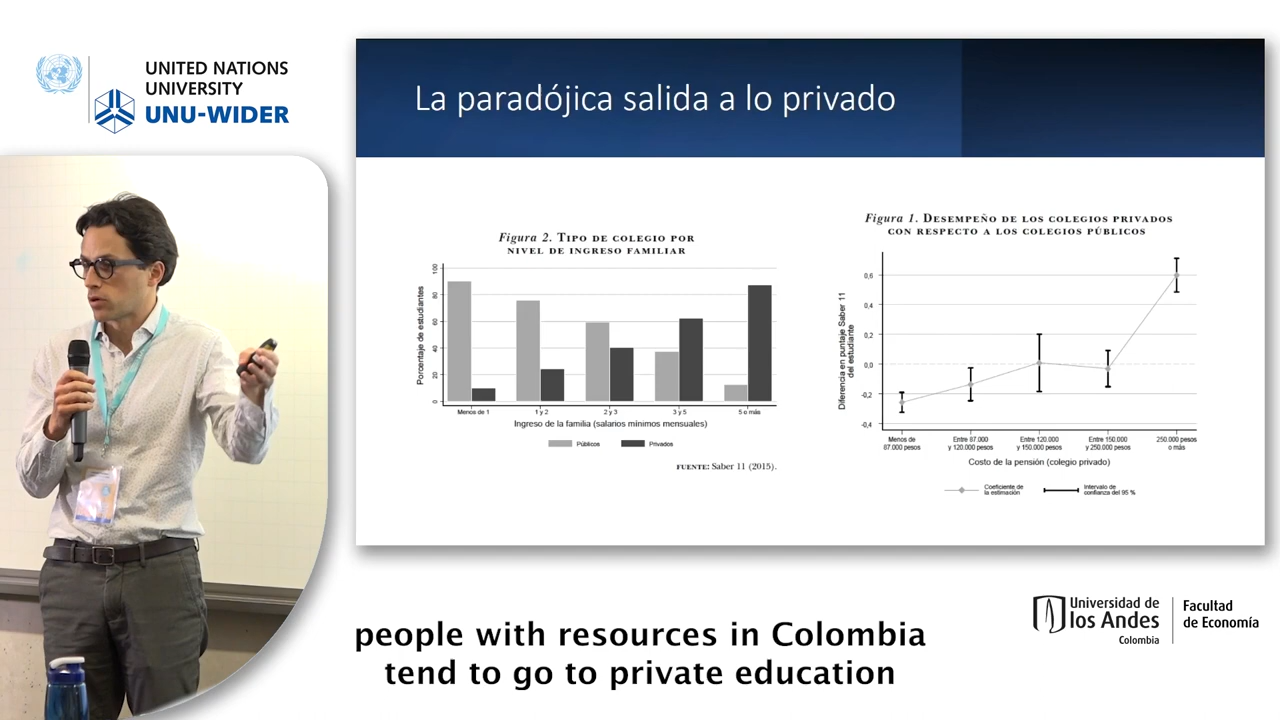 UNITED NATIONS
UNIVERSITY
UNU-WIDER
La paradójica salida a lo privado
Figura 2. TIPO DE COLEGIO POR
NIVEL DE INGRESO FAMILIAR
Porcentaje de estudiantes
100
80
60
40
20
0
Menos de 1
1 y 2
2 y 3
3 y 5
5 o más
Ingreso de la familia (salarios mínimos mensuales)
Públicos
Privados
FUENTE: Saber 11 (2015).
Figura 1. DESEMPEÑO DE LOS COLEGIOS PRIVADOS
CON RESPECTO A LOS COLEGIOS PÚBLICOS
Diferencia en puntaje Saber 11
del estudiante
0,6
0,4
0,2
0,0
-0,2
-0,4
Menos de
87.000 pesos
Entre 87.000
y 120.000 pesos
Entre 120.000
y 150.000 pesos
Entre 150.000
y 250.000 pesos
250.000 pesos
o más
Costo de la pensión (colegio privado)
Coeficiente de
la estimación
Intervalo de
confianza del 95 %
people with resources in Colombia
tend to go to private education
Universidad de
los Andes
Colombia
Facultad
de Economía